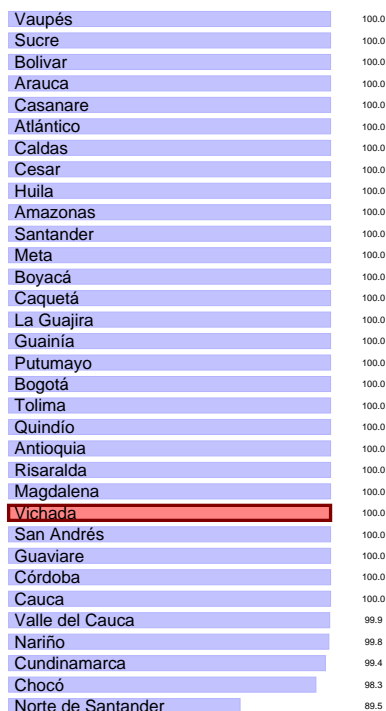 Vaupés 100.0
Sucre 100.0
Bolivar 100.0
Arauca 100.0
Casanare 100.0
Atlántico 100.0
Caldas 100.0
Cesar 100.0
Huila 100.0
Amazonas 100.0
Santander 100.0
Meta 100.0
Boyacá 100.0
Caquetá 100.0
La Guajira 100.0
Guainía 100.0
Putumayo 100.0
Bogotá 100.0
Tolima 100.0
Quindío 100.0
Antioquia 100.0
Risaralda 100.0
Magdalena 100.0
Vichada 100.0
San Andrés 100.0
Guaviare 100.0
Córdoba 100.0
Cauca 100.0
Valle del Cauca 99.9
Nariño 99.8
Cundinamarca 99.4
Chocó 98.3
Norte de Santander 89.5